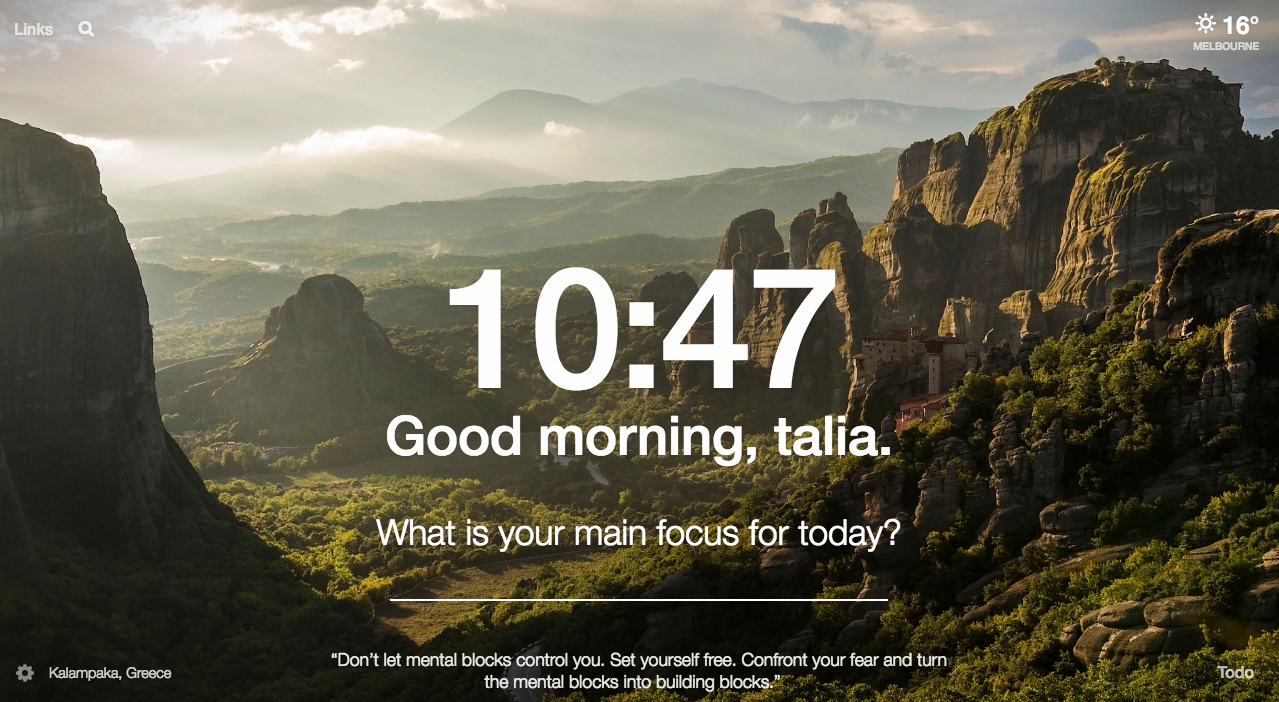 Links
16°
MELBOURNE
10:47
Good morning, talia.
What is your main focus for today?
“Don’t let mental blocks control you. Set yourself free. Confront your fear and turn
the mental blocks into building blocks.”
Kalampaka, Greece
Todo